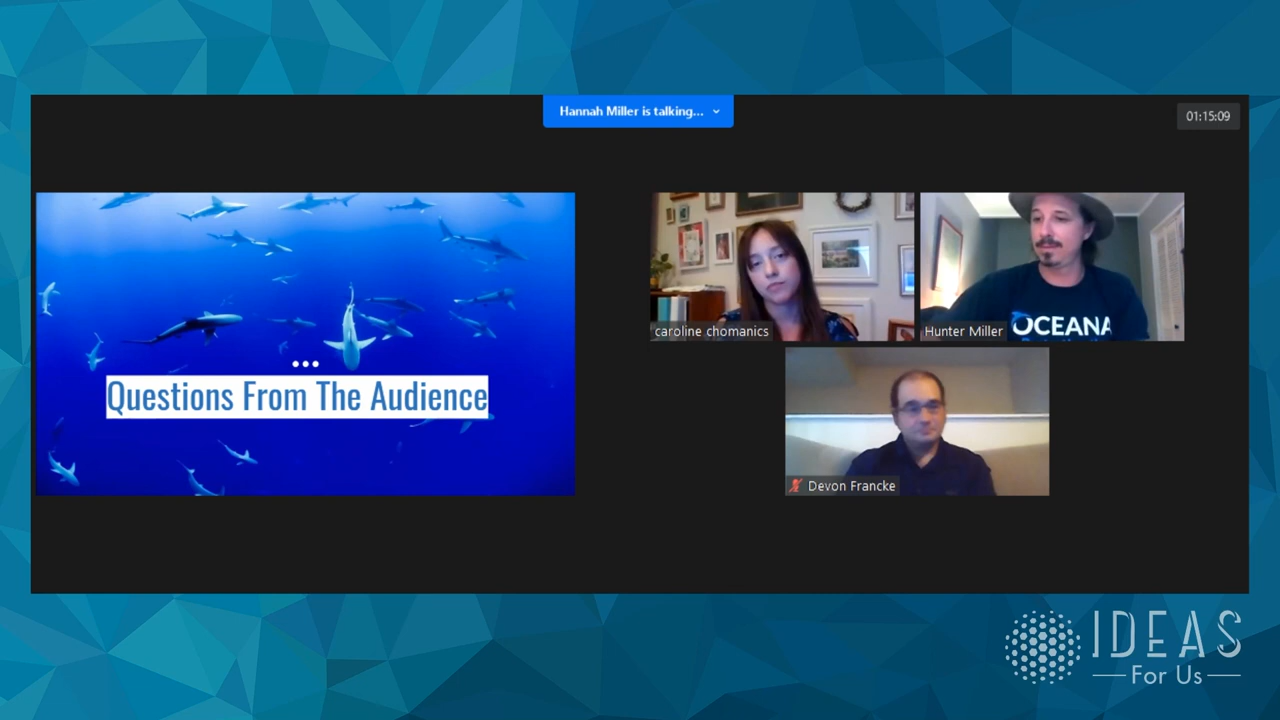 Hannah Miller is talking...
01:15:09
Questions From The Audience
caroline chomanics
Hunter Miller
OCEANA
Devon Francke
IDEAS
For Us